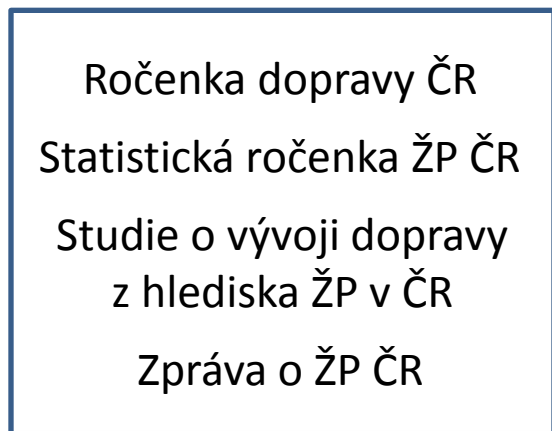 Ročenka dopravy ČR
Statistická ročenka ŽP ČR
Studie o vývoji dopravy
z hlediska ŽP v ČR
Zpráva o ŽP ČR